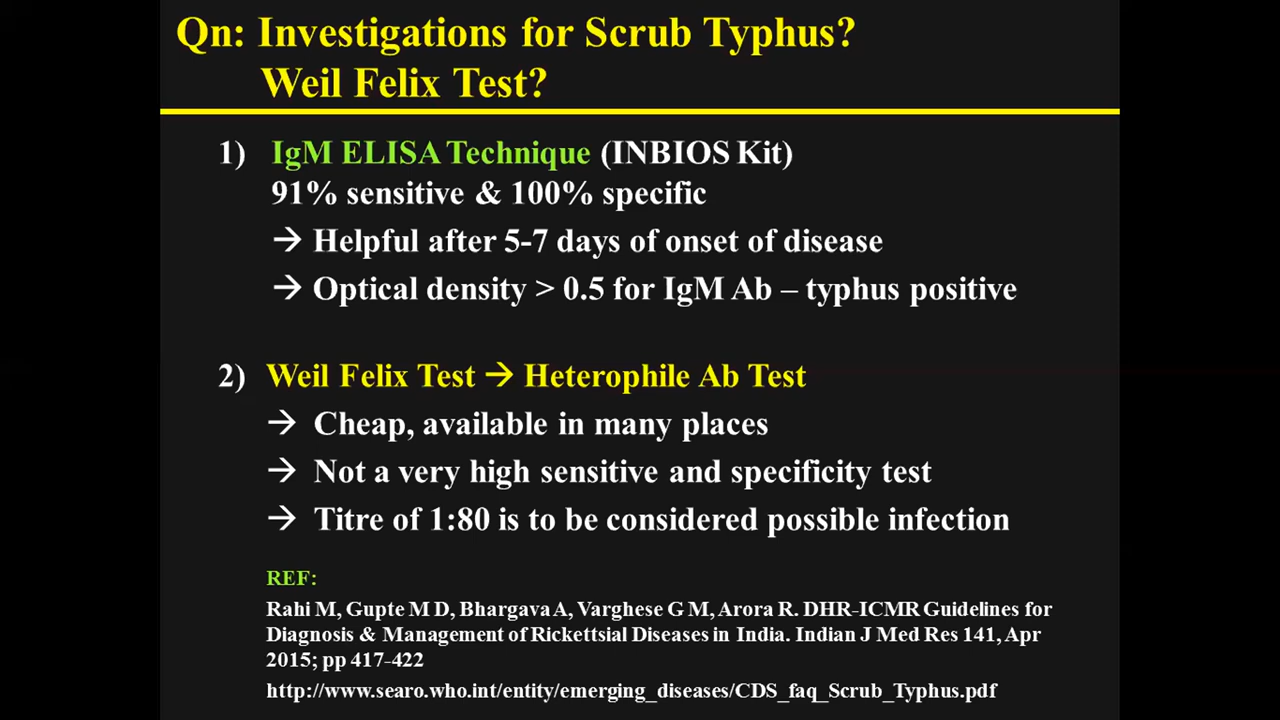 Qn: Investigations for Scrub Typhus?
Weil Felix Test?
1) IgM ELISA Technique (INBIOS Kit)
91% sensitive & 100% specific
→ Helpful after 5-7 days of onset of disease
→ Optical density > 0.5 for IgM Ab – typhus positive
2) Weil Felix Test → Heterophile Ab Test
→ Cheap, available in many places
→ Not a very high sensitive and specificity test
→ Titre of 1:80 is to be considered possible infection
REF:
Rahi M, Gupte M D, Bhargava A, Varghese G M, Arora R. DHR-ICMR Guidelines for
Diagnosis & Management of Rickettsial Diseases in India. Indian J Med Res 141, Apr
2015; pp 417-422
http://www.searo.who.int/entity/emerging_diseases/CDS_faq_Scrub_Typhus.pdf